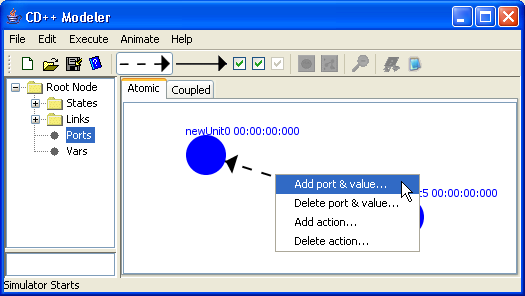 CD++ Modeler
File Edit Execute Animate Help
Root Node
States
Links
Ports
Vars
Atomic Coupled
newUnit0 00:00:00:000
5 00:00:00:000
Add port & value...
Delete port & value...
Add action...
Delete action...
Simulator Starts